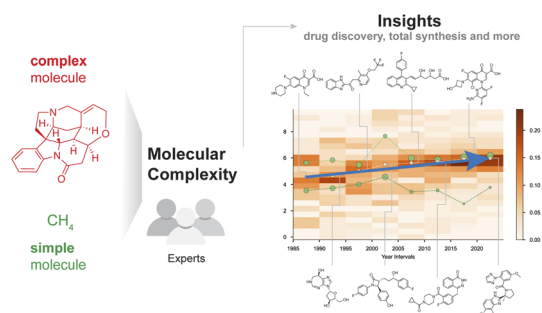 complex
molecule
CH4
simple
molecule
Molecular
Complexity
Experts
Insights
drug discovery, total synthesis and more
8
6
4
2
0
1985 1990 1995 2000 2005 2010 2015 2020
Year Intervals
0.20
0.15
0.10
0.05
0.00